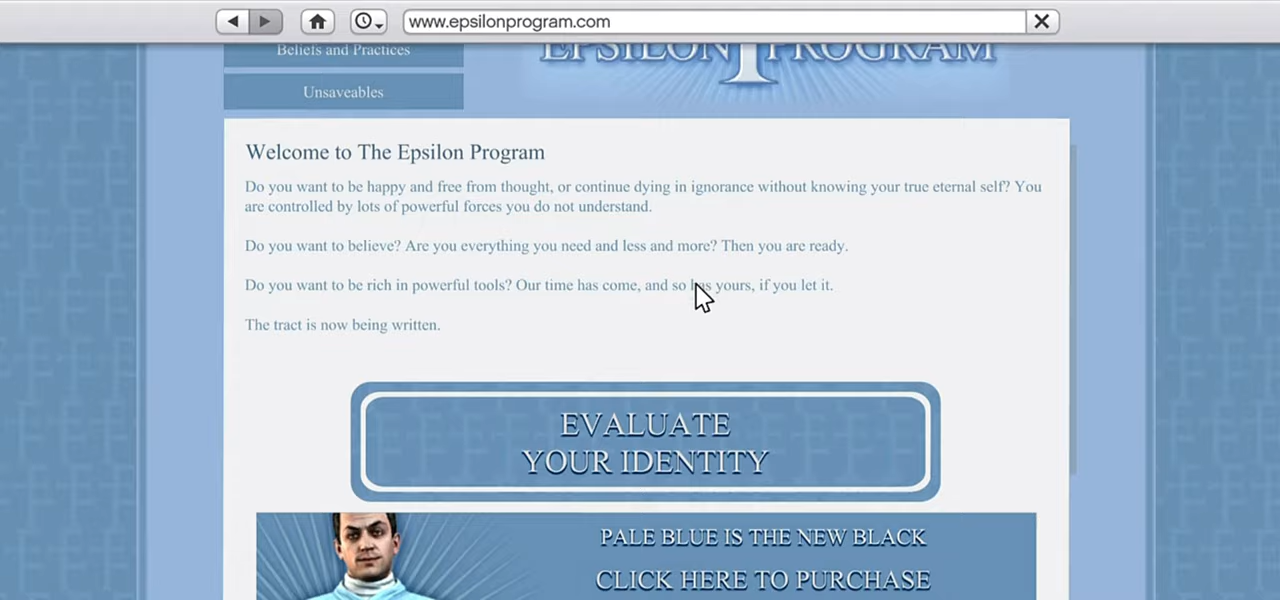 www.epsilonprogram.com
Beliefs and Practices
EPSILON PROGRAM
Unsaveables
Welcome to The Epsilon Program
Do you want to be happy and free from thought, or continue dying in ignorance without knowing your true eternal self? You
are controlled by lots of powerful forces you do not understand.
Do you want to believe? Are you everything you need and less and more? Then you are ready.
Do you want to be rich in powerful tools? Our time has come, and so has yours, if you let it.
The tract is now being written.
EVALUATE
YOUR IDENTITY
PALE BLUE IS THE NEW BLACK
CLICK HERE TO PURCHASE